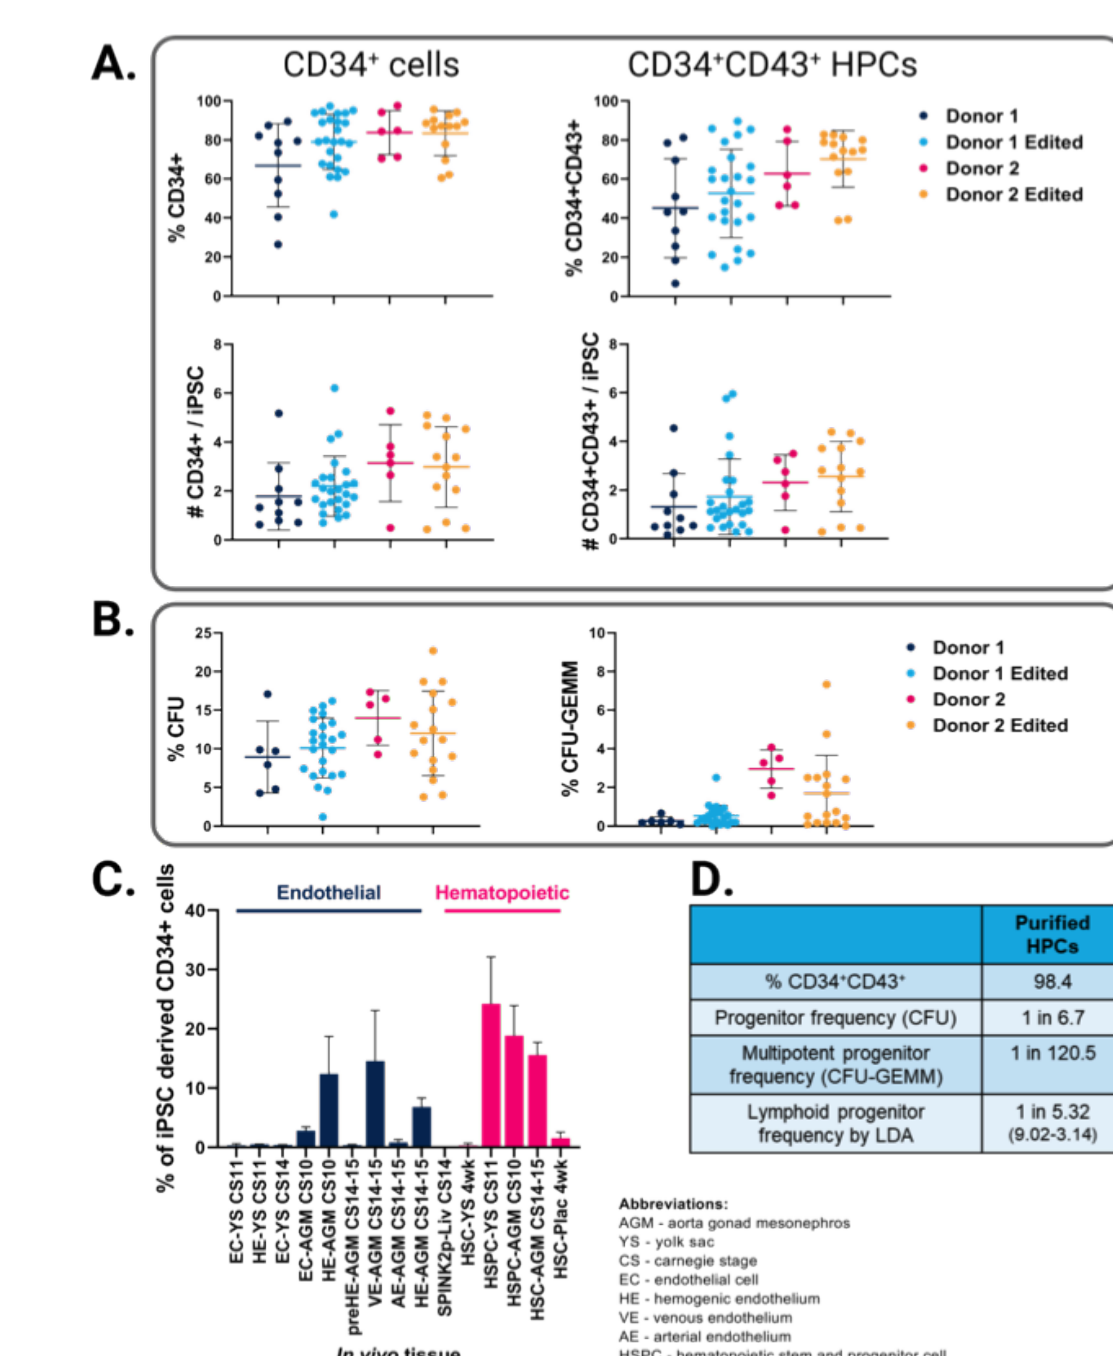 A.
CD34⁺ cells
CD34⁺CD43⁺ HPCs
% CD34+
100
80
60
40
20
0
% CD34+CD43+
100
80
60
40
20
0
Donor 1
Donor 1 Edited
Donor 2
Donor 2 Edited
# CD34+ / iPSC
8
6
4
2
0
# CD34+CD43+ / iPSC
8
6
4
2
0
B.
% CFU
25
20
15
10
5
0
% CFU-GEMM
10
8
6
4
2
0
Donor 1
Donor 1 Edited
Donor 2
Donor 2 Edited
C.
% of iPSC derived CD34+ cells
Endothelial
Hematopoietic
40
30
20
10
0
EC-YS CS11
HE-YS CS11
EC-YS CS14
EC-AGM CS10
HE-AGM CS10
preHE-AGM CS14-15
VE-AGM CS14-15
AE-AGM CS14-15
HE-AGM CS14-15
SPINK2p-Liv CS14
HSC-YS 4wk
HSPC-YS CS11
HSPC-AGM CS10
HSC-AGM CS14-15
HSC-Plac 4wk
In vivo tissue
D.
Purified
HPCs
% CD34⁺CD43⁺
98.4
Progenitor frequency (CFU)
1 in 6.7
Multipotent progenitor
frequency (CFU-GEMM)
1 in 120.5
Lymphoid progenitor
frequency by LDA
1 in 5.32
(9.02-3.14)
Abbreviations:
AGM - aorta gonad mesonephros
YS - yolk sac
CS - carnegie stage
EC - endothelial cell
HE - hemogenic endothelium
VE - venous endothelium
AE - arterial endothelium
HSPC - hematopoietic stem and progenitor cell